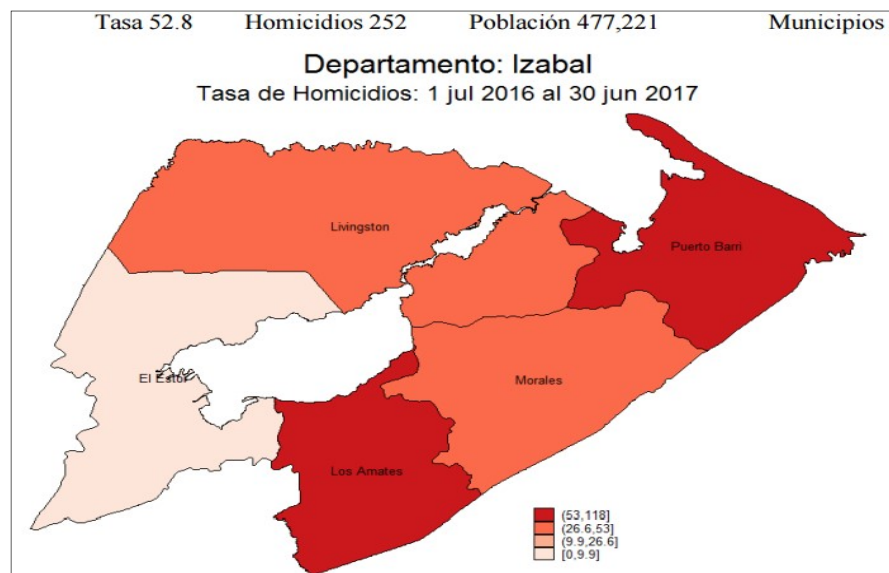 Tasa 52.8 Homicidios 252 Población 477,221 Municipios
Departamento: Izabal
Tasa de Homicidios: 1 jul 2016 al 30 jun 2017
Livingston
Puerto Barri
El Estor
Morales
Los Amates
(53,118]
(26.6,53]
(9.9,26.6]
[0,9.9]